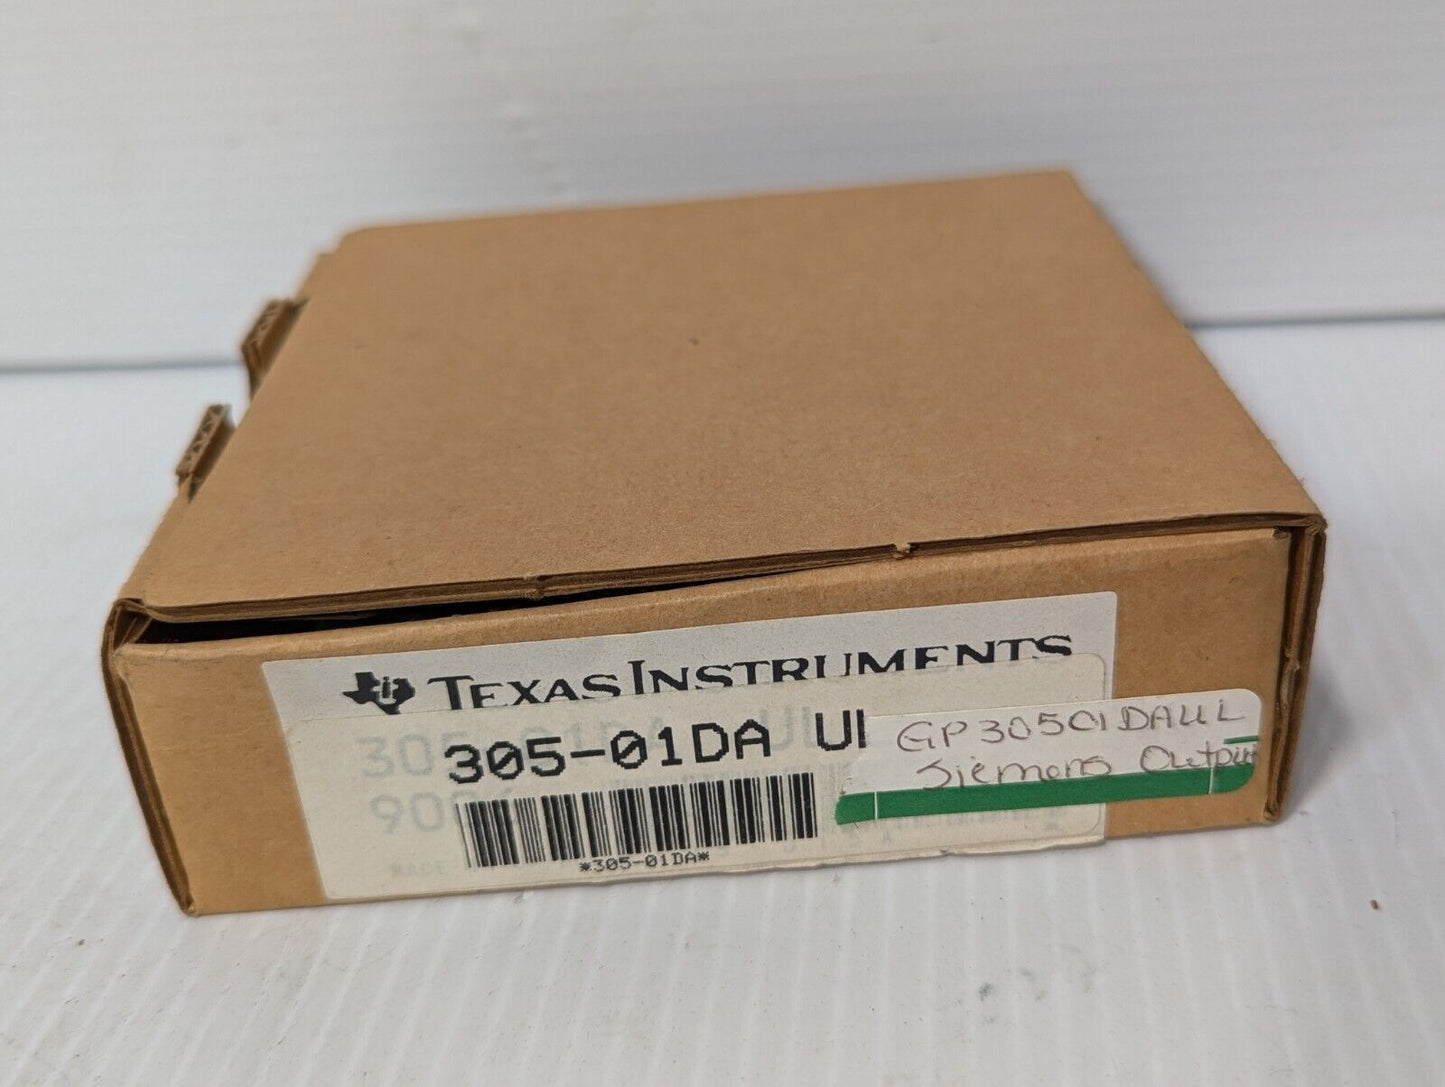 TEXAS INSTRUMENTS
305-01DA UL
GP30501DAUL
Siemens Output
*305-01DA*